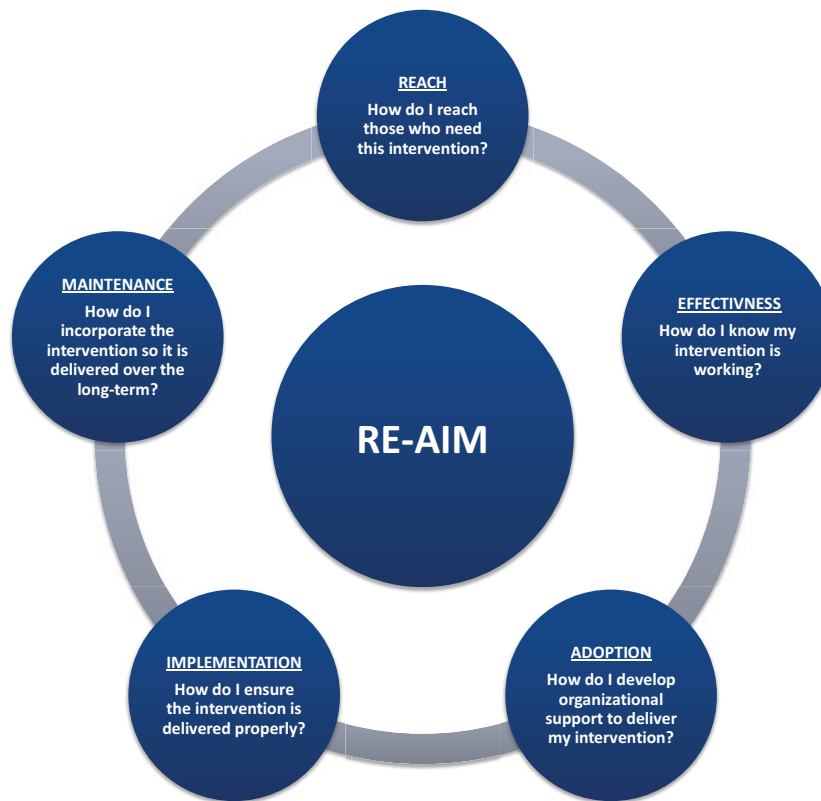 REACH
How do I reach
those who need
this intervention?
MAINTENANCE
How do I
incorporate the
intervention so it is
delivered over the
long-term?
EFFECTIVNESS
How do I know my
intervention is
working?
RE-AIM
IMPLEMENTATION
How do I ensure
the intervention is
delivered properly?
ADOPTION
How do I develop
organizational
support to deliver
my intervention?